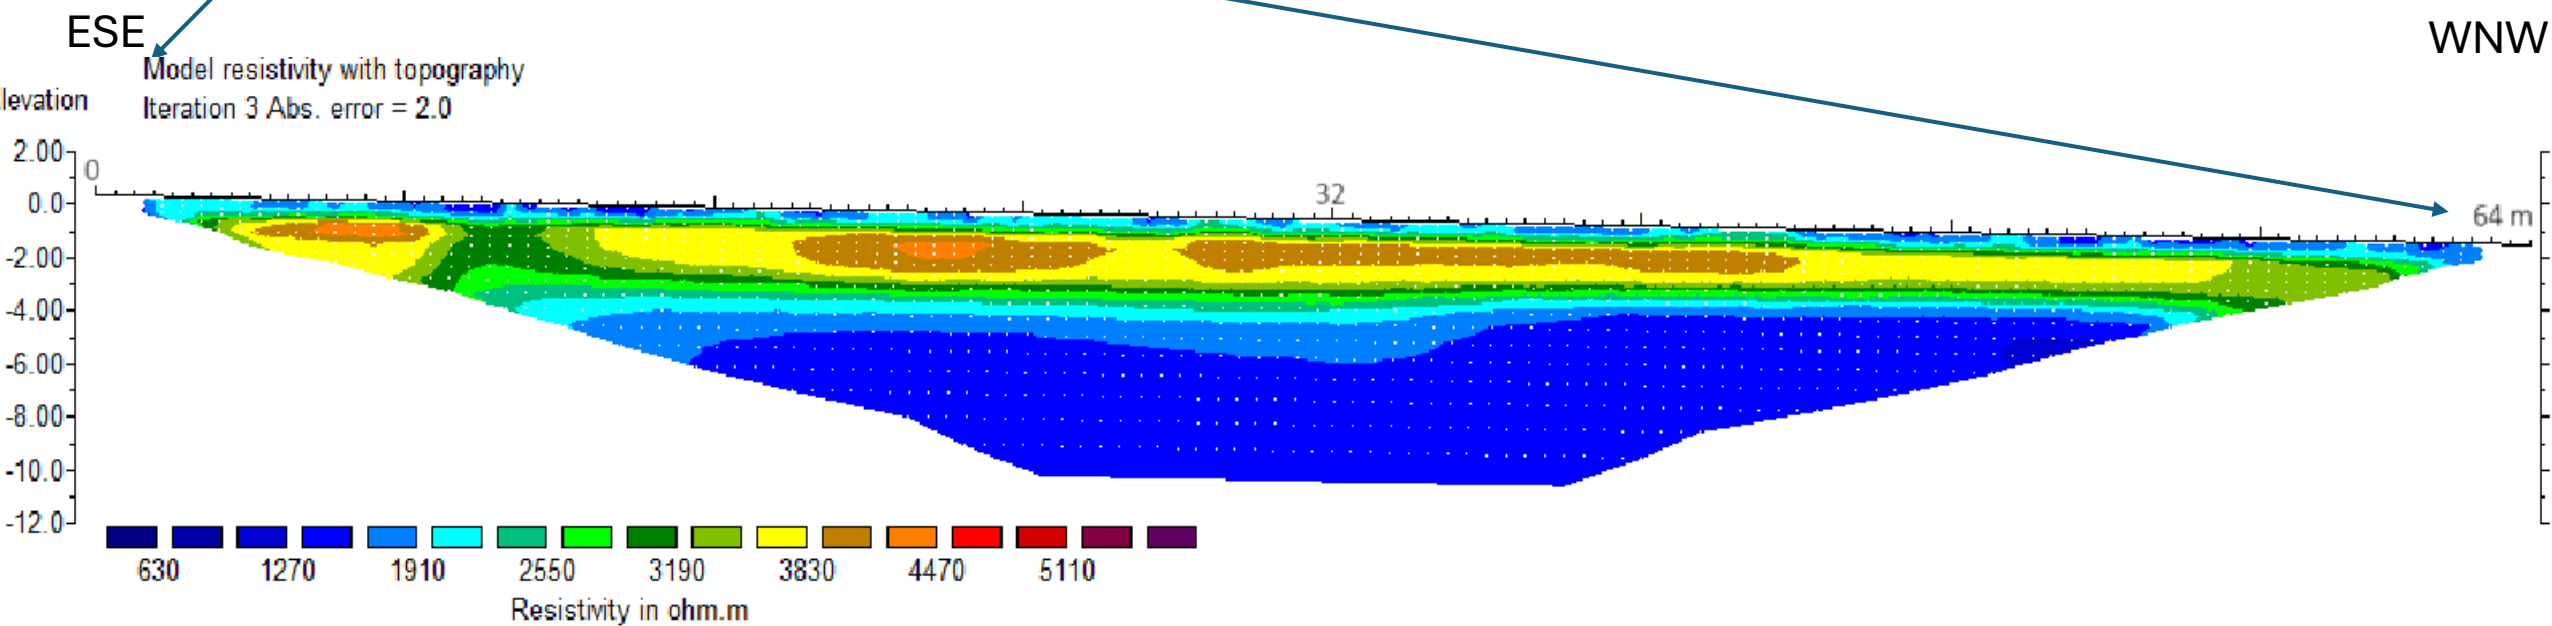 ESE
WNW
Model resistivity with topography
levation
Iteration 3 Abs. error = 2.0
2.00
0
32
0.0
64 m
-2.00
-4.00
-6.00
-8.00
-10.0
-12.0
630 1270 1910 2550 3190 3830 4470 5110
Resistivity in ohm.m